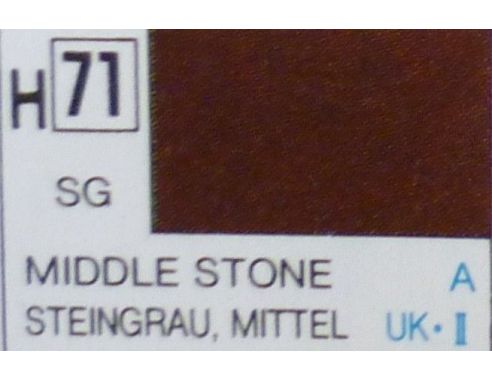 H 71
SG
MIDDLE STONE A
STEINGRAU, MITTEL UK・Ⅱ